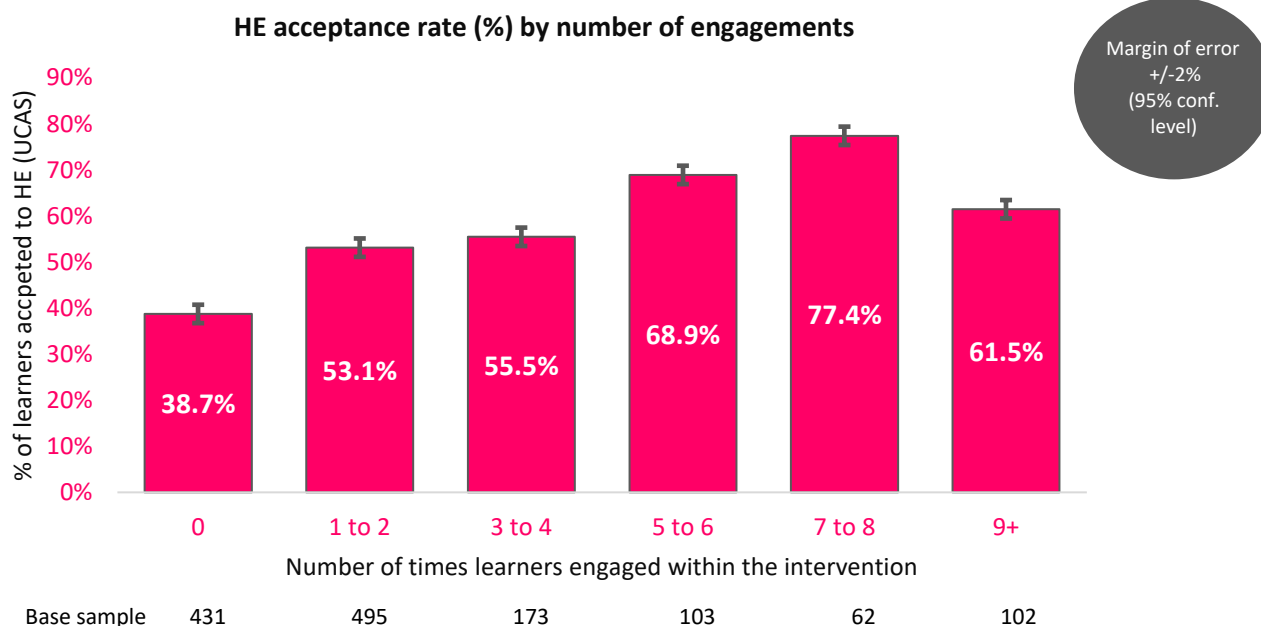 HE acceptance rate (%) by number of engagements
Margin of error
+/-2%
(95% conf.
level)
% of learners accpeted to HE (UCAS)
90%
80%
70%
60%
50%
40%
30%
20%
10%
0%
38.7%
53.1%
55.5%
68.9%
77.4%
61.5%
0 1 to 2 3 to 4 5 to 6 7 to 8 9+
Number of times learners engaged within the intervention
Base sample 431 495 173 103 62 102